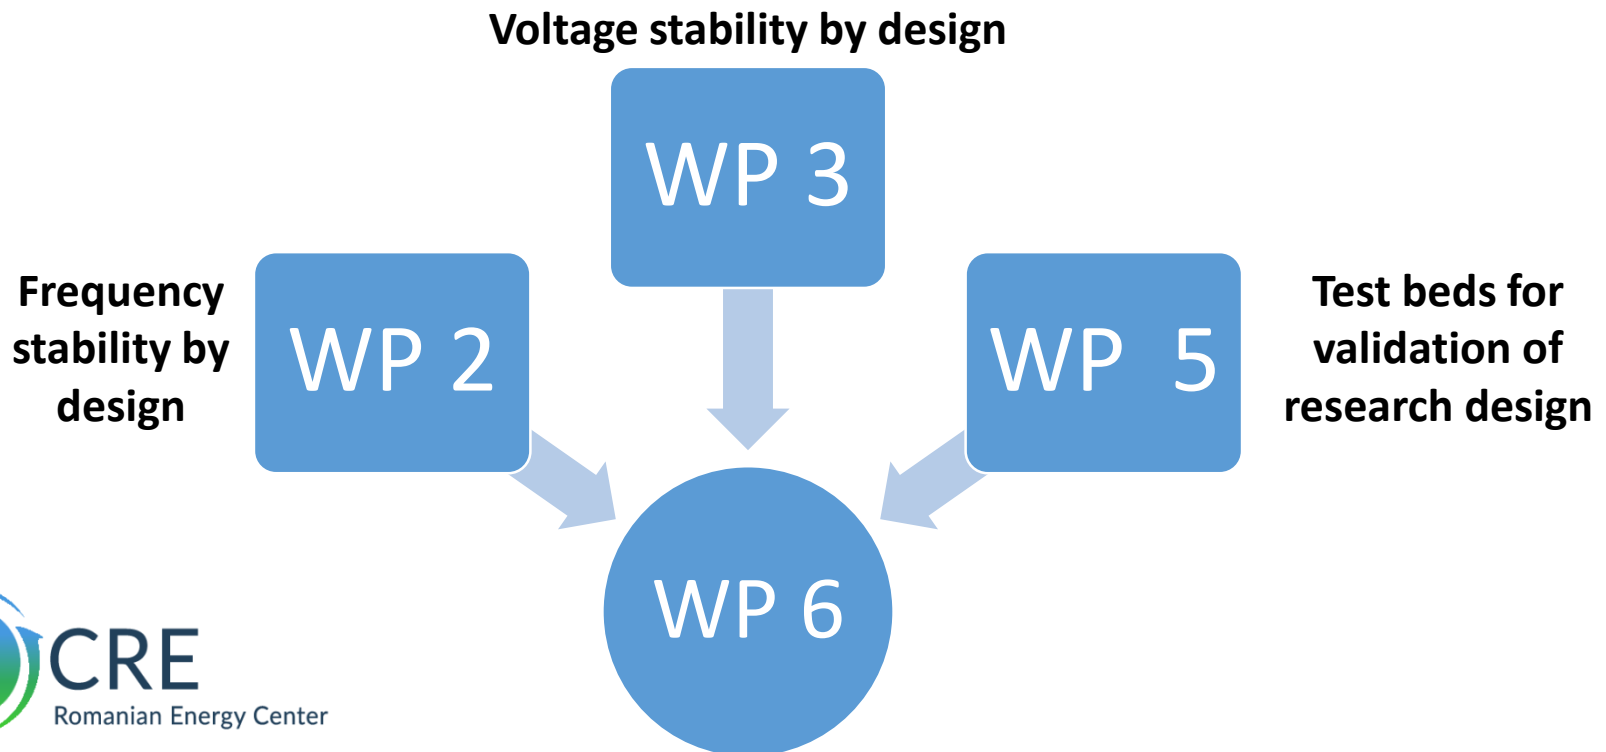 Voltage stability by design
WP 3
Frequency
stability by
design
WP 2
WP 5
Test beds for
validation of
research design
WP 6
CRE
Romanian Energy Center